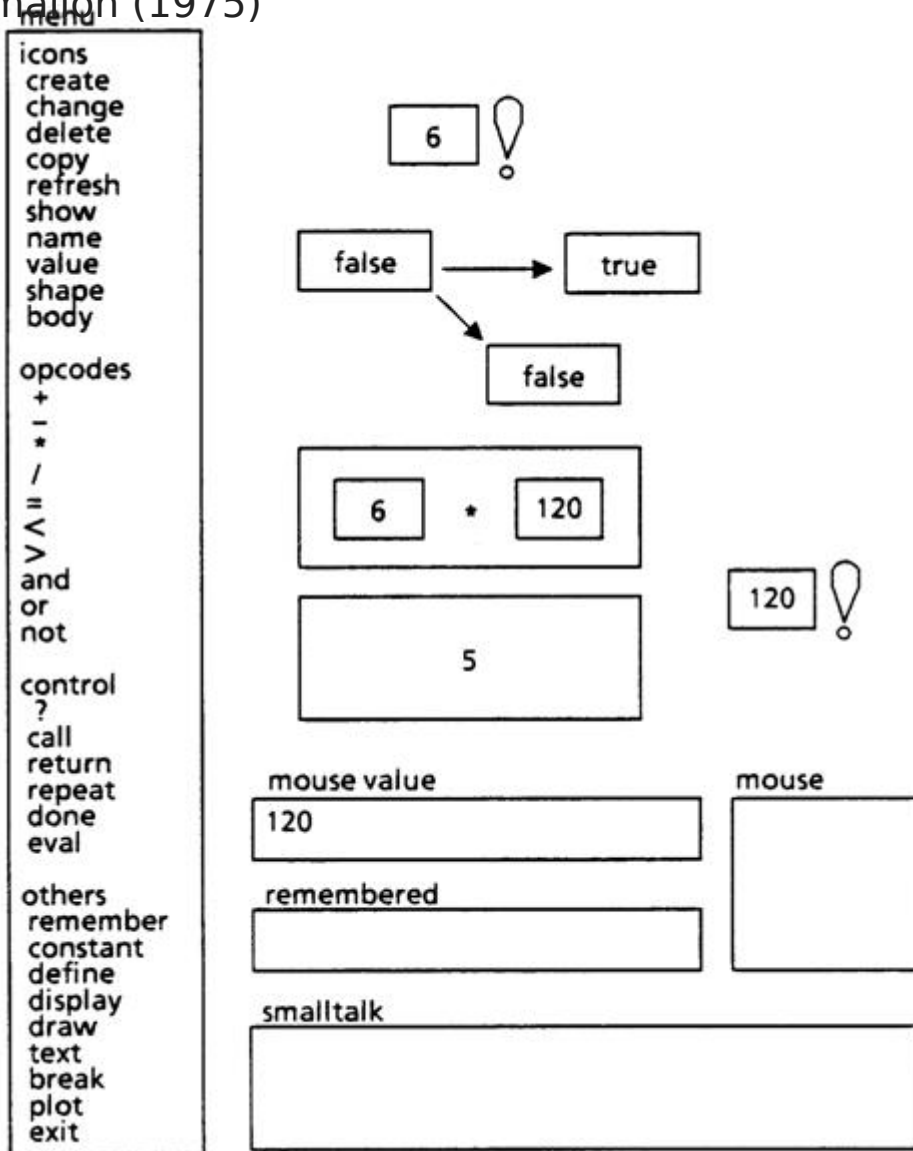 (1975)
menu
icons
create
change
delete
copy
refresh
show
name
value
shape
body
opcodes
+
−
*
/
=
<
>
and
or
not
control
?
call
return
repeat
done
eval
others
remember
constant
define
display
draw
text
break
plot
exit
6 !
false
true
false
6 * 120
120 !
5
mouse value
mouse
120
remembered
smalltalk